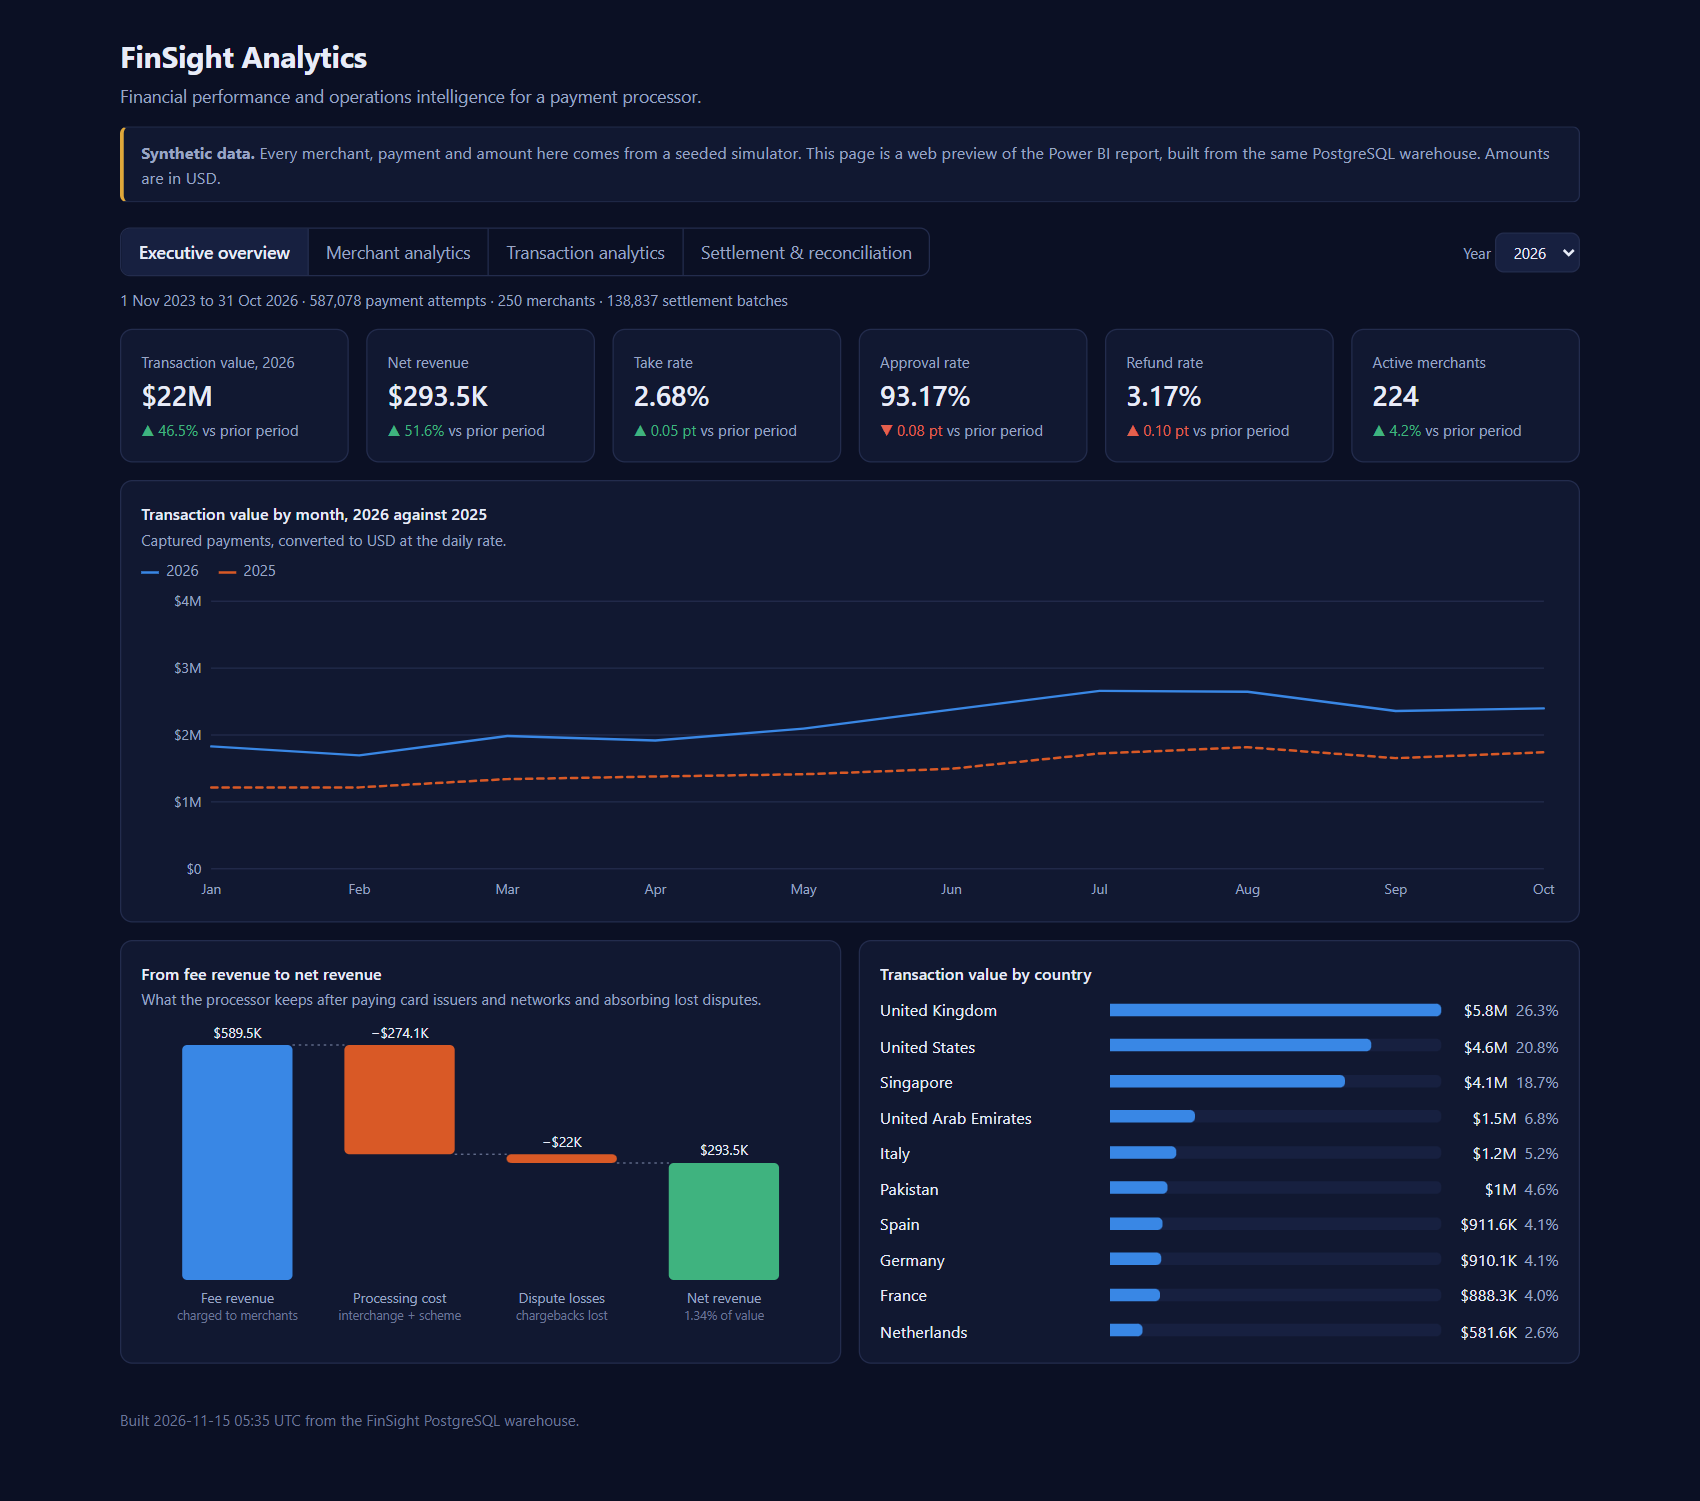 FinSight Analytics
Financial performance and operations intelligence for a payment processor.
Synthetic data. Every merchant, payment and amount here comes from a seeded simulator. This page is a web preview of the Power BI report, built from the same PostgreSQL warehouse. Amounts
are in USD.
Executive overview
Merchant analytics
Transaction analytics
Settlement & reconciliation
Year
2026
1 Nov 2023 to 31 Oct 2026 · 587,078 payment attempts · 250 merchants · 138,837 settlement batches
Transaction value, 2026
$22M
▲ 46.5% vs prior period
Net revenue
$293.5K
▲ 51.6% vs prior period
Take rate
2.68%
▲ 0.05 pt vs prior period
Approval rate
93.17%
▼ 0.08 pt vs prior period
Refund rate
3.17%
▲ 0.10 pt vs prior period
Active merchants
224
▲ 4.2% vs prior period
Transaction value by month, 2026 against 2025
Captured payments, converted to USD at the daily rate.
2026
2025
$4M
$3M
$2M
$1M
$0
Jan
Feb
Mar
Apr
May
Jun
Jul
Aug
Sep
Oct
From fee revenue to net revenue
What the processor keeps after paying card issuers and networks and absorbing lost disputes.
$589.5K
−$274.1K
−$22K
$293.5K
Fee revenue
charged to merchants
Processing cost
interchange + scheme
Dispute losses
chargebacks lost
Net revenue
1.34% of value
Transaction value by country
United Kingdom $5.8M 26.3%
United States $4.6M 20.8%
Singapore $4.1M 18.7%
United Arab Emirates $1.5M 6.8%
Italy $1.2M 5.2%
Pakistan $1M 4.6%
Spain $911.6K 4.1%
Germany $910.1K 4.1%
France $888.3K 4.0%
Netherlands $581.6K 2.6%
Built 2026-11-15 05:35 UTC from the FinSight PostgreSQL warehouse.